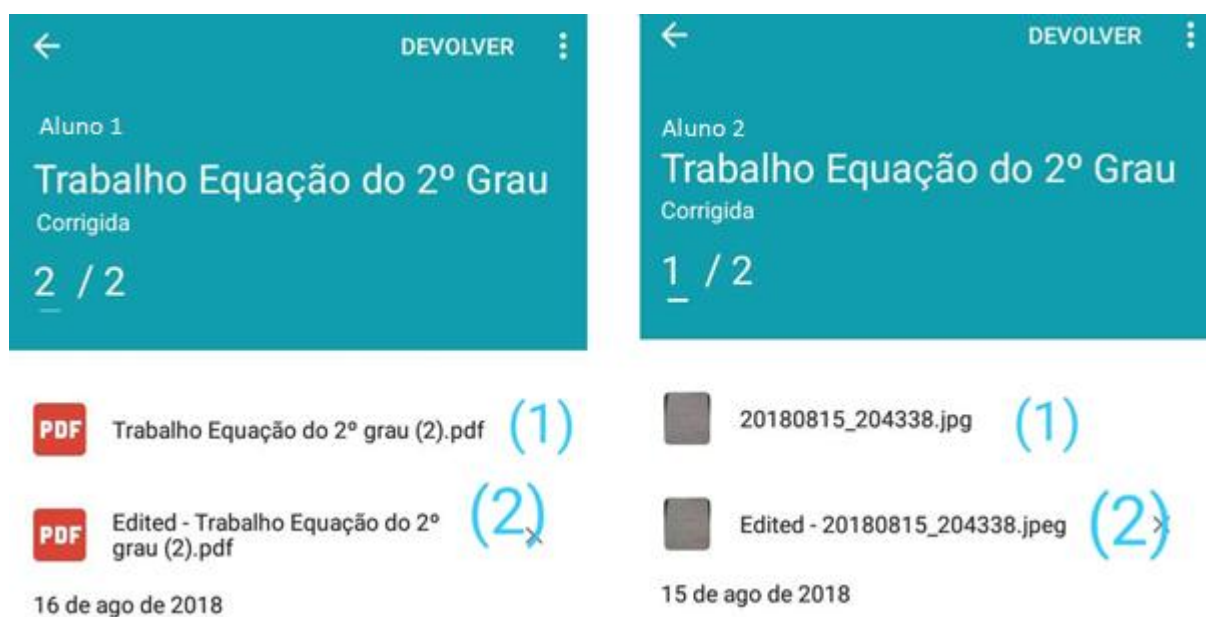 DEVOLVER
Aluno 1
Trabalho Equação do 2º Grau
Corrigida
2 / 2
PDF
Trabalho Equação do 2º grau (2).pdf (1)
PDF
Edited - Trabalho Equação do 2º
grau (2).pdf
(2)
16 de ago de 2018
DEVOLVER
Aluno 2
Trabalho Equação do 2º Grau
Corrigida
1 / 2
20180815_204338.jpg (1)
Edited - 20180815_204338.jpeg (2)
15 de ago de 2018